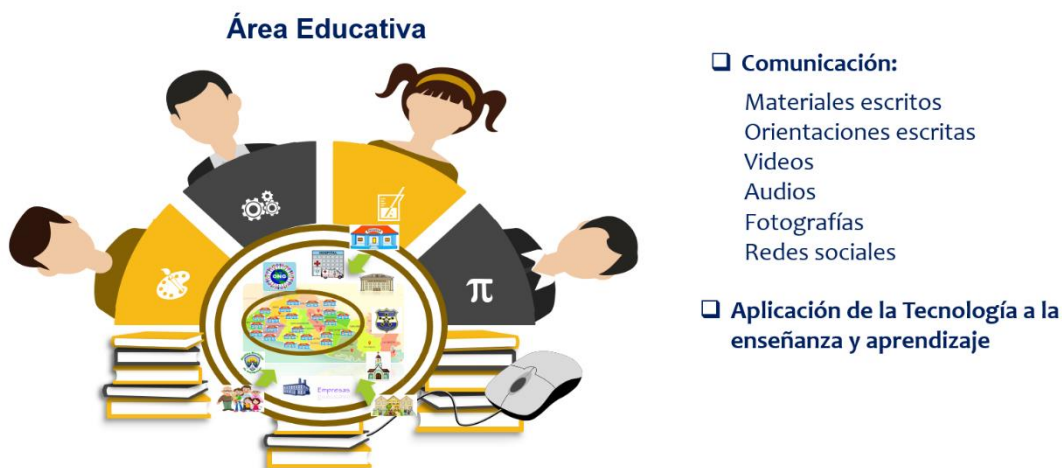 Área Educativa
Comunicación:
Materiales escritos
Orientaciones escritas
Videos
Audios
Fotografías
Redes sociales
Aplicación de la Tecnología a la
enseñanza y aprendizaje
π
Empresas